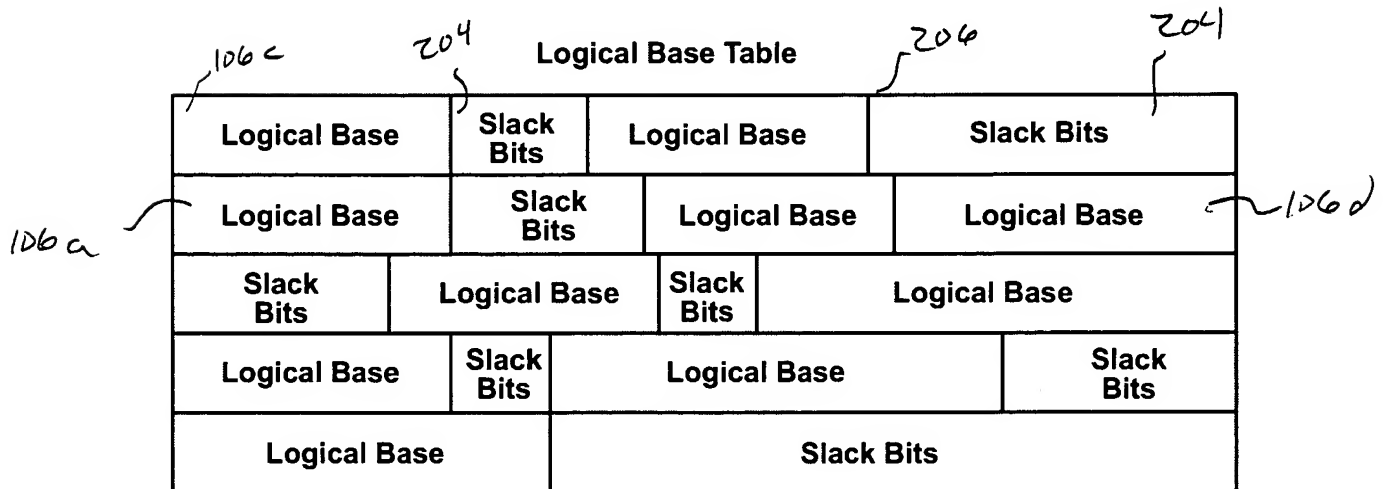 106c 204 Logical Base Table 206 204
Logical Base Slack Bits Logical Base Slack Bits
106a Logical Base Slack Bits Logical Base Logical Base 106d
Slack Bits Logical Base Slack Bits Logical Base
Logical Base Slack Bits Logical Base Slack Bits
Logical Base Slack Bits